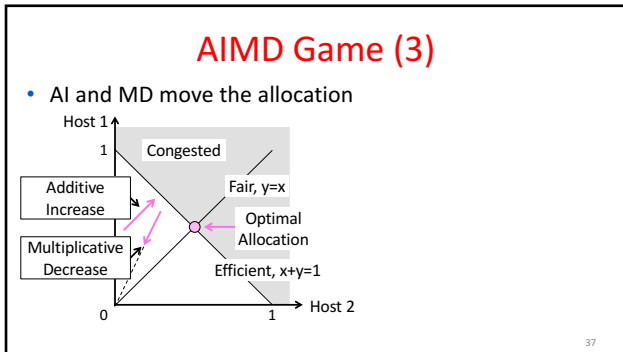 AIMD Game (3)
• AI and MD move the allocation
Host 1
1
Congested
Additive
Increase
Fair, y=x
Optimal
Allocation
Multiplicative
Decrease
Efficient, x+y=1
0
1
Host 2
37